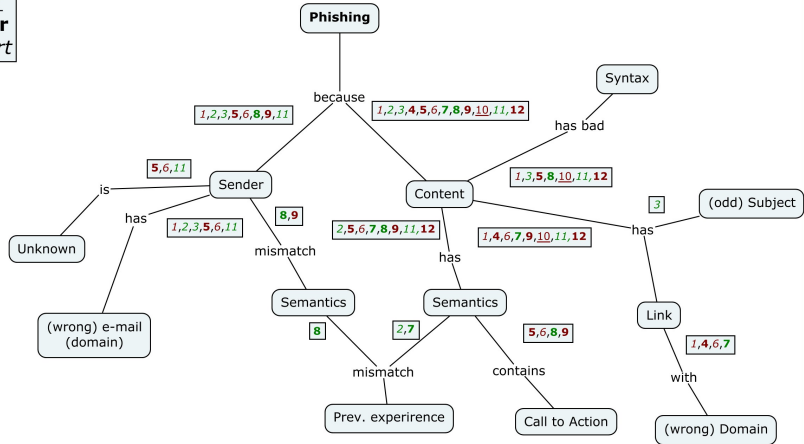 r
rt
Phishing
because
1,2,3,5,6,8,9,11
1,2,3,4,5,6,7,8,9,10,11,12
Syntax
has bad
1,3,5,8,10,11,12
5,6,11
is
Sender
Content
3
(odd) Subject
has
1,2,3,5,6,11
8,9
2,5,6,7,8,9,11,12
1,4,6,7,9,10,11,12
has
Unknown
mismatch
has
(wrong) e-mail
(domain)
Semantics
Semantics
Link
8
2,7
5,6,8,9
1,4,6,7
mismatch
contains
with
Prev. experirence
Call to Action
(wrong) Domain